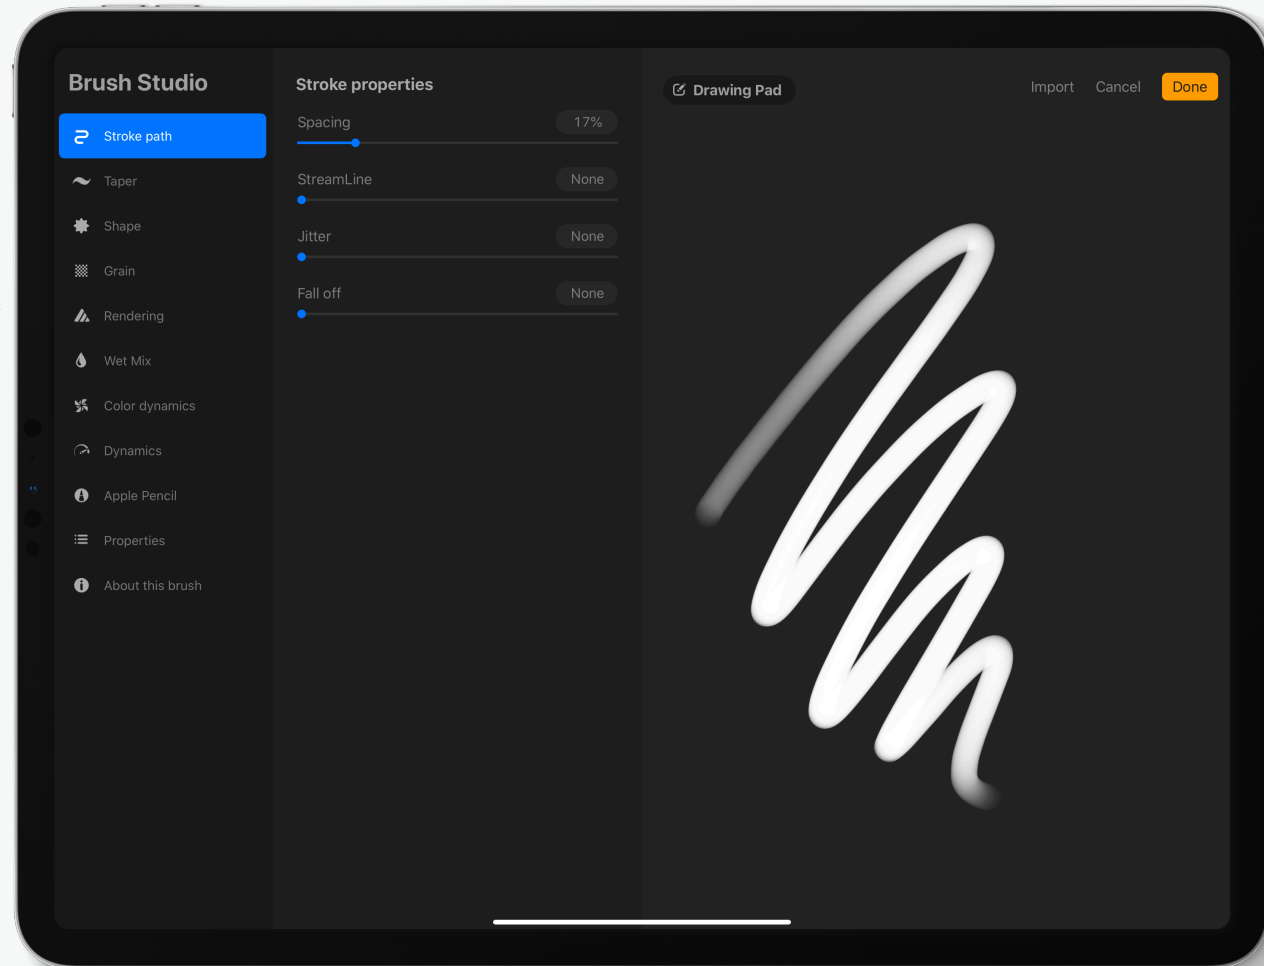 Brush Studio
Stroke path
Taper
Shape
Grain
Rendering
Wet Mix
Color dynamics
Dynamics
Apple Pencil
Properties
About this brush
Stroke properties
Spacing 17%
StreamLine None
Jitter None
Fall off None
Drawing Pad
Import Cancel Done